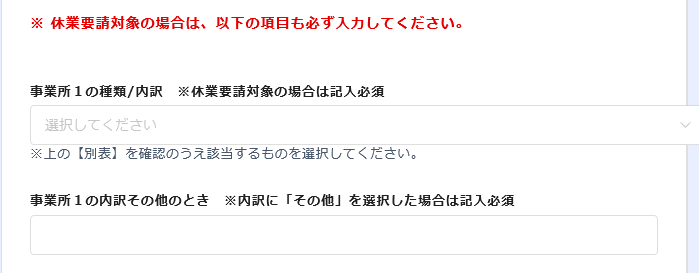 ※ 休業要請対象の場合は、以下の項目も必ず入力してください。
事業所１の種類/内訳　※休業要請対象の場合は記入必須
選択してください
※上の【別表】を確認のうえ該当するものを選択してください。
事業所１の内訳その他のとき　※内訳に「その他」を選択した場合は記入必須